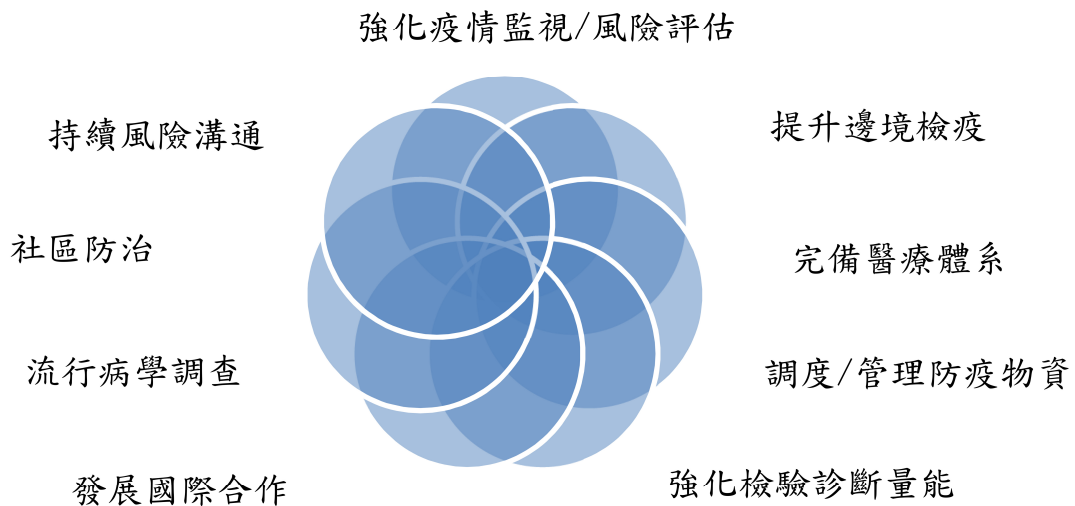 強化疫情監視/風險評估
持續風險溝通
提升邊境檢疫
社區防治
完備醫療體系
流行病學調查
調度/管理防疫物資
發展國際合作
強化檢驗診斷量能